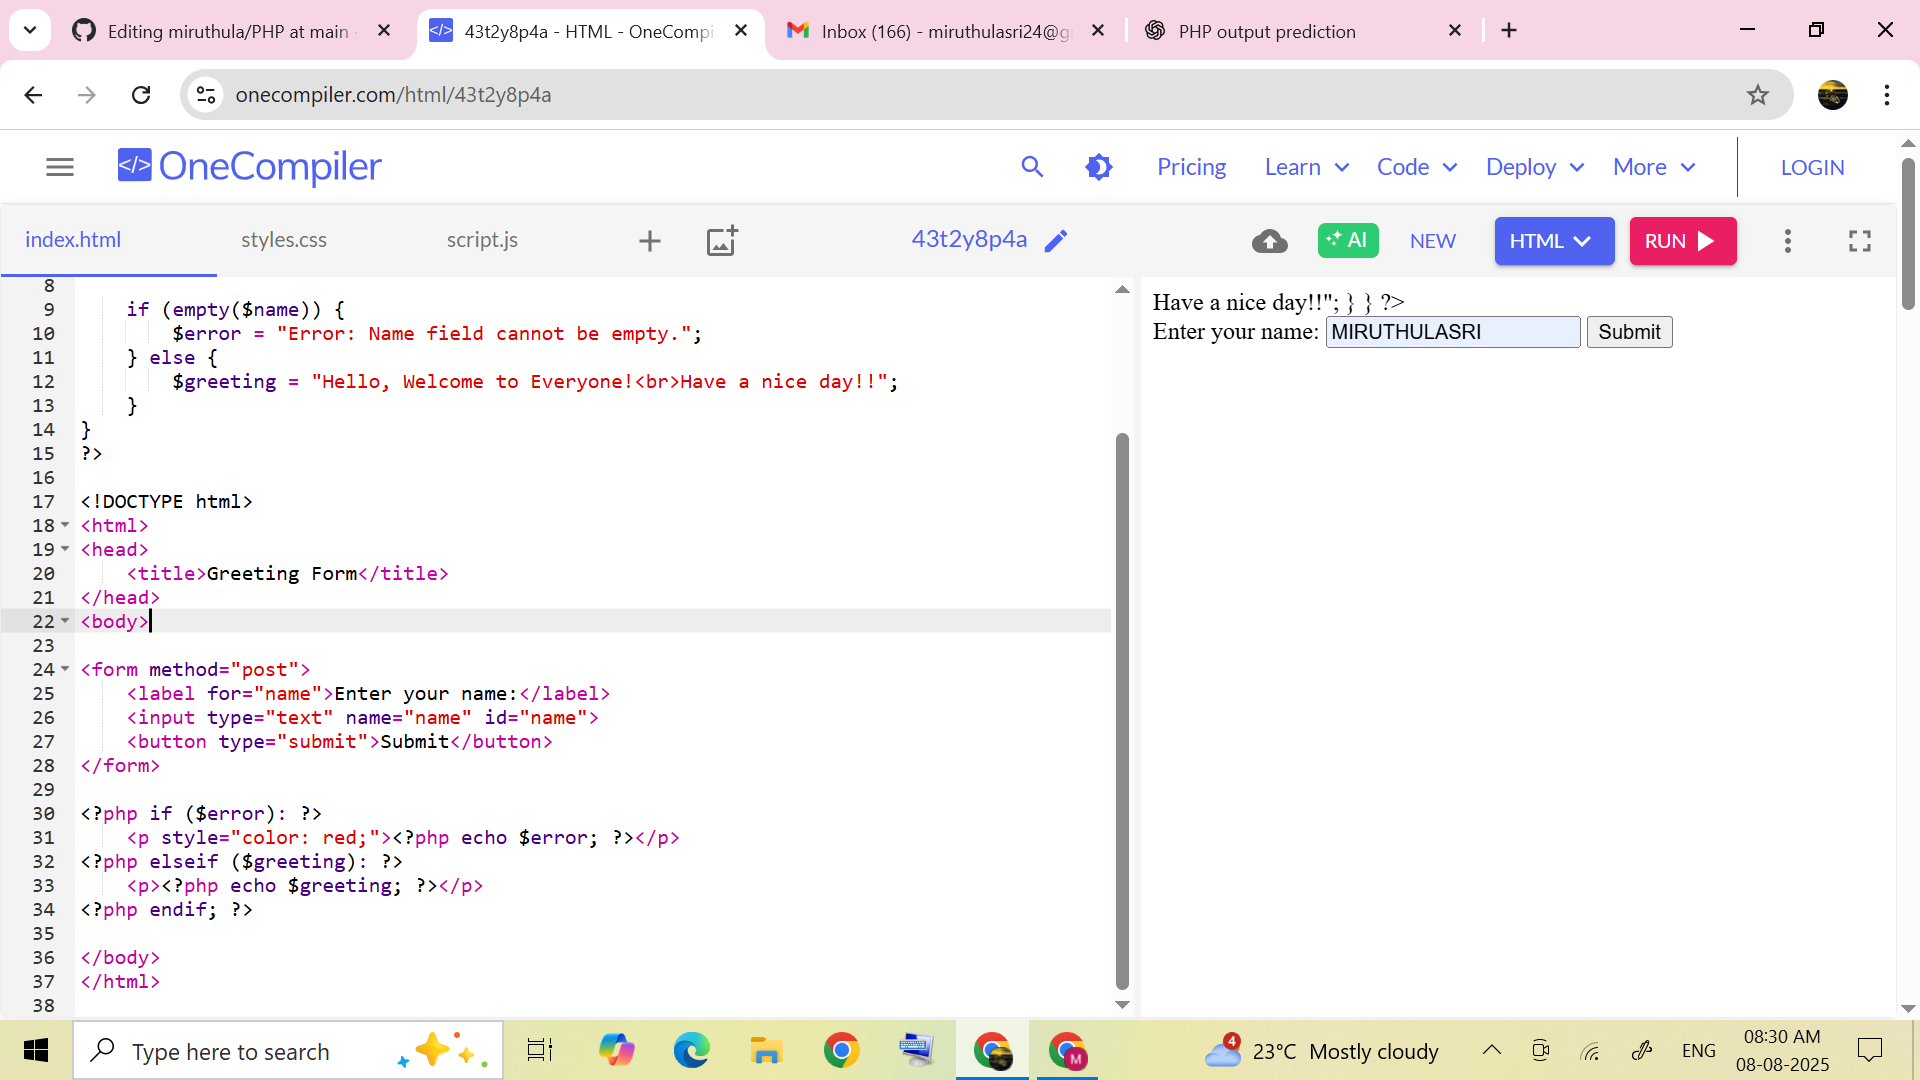 Editing miruthula/PHP at main
43t2y8p4a - HTML - OneCompi
Inbox (166) - miruthulasri24@g
PHP output prediction
onecompiler.com/html/43t2y8p4a
</> OneCompiler
Pricing
Learn
Code
Deploy
More
LOGIN
index.html
styles.css
script.js
43t2y8p4a
AI
NEW
HTML
RUN
8
9     if (empty($name)) {
10         $error = "Error: Name field cannot be empty.";
11     } else {
12         $greeting = "Hello, Welcome to Everyone!<br>Have a nice day!!";
13     }
14 }
15 ?>
16
17 <!DOCTYPE html>
18 <html>
19 <head>
20     <title>Greeting Form</title>
21 </head>
22 <body>
23
24 <form method="post">
25     <label for="name">Enter your name:</label>
26     <input type="text" name="name" id="name">
27     <button type="submit">Submit</button>
28 </form>
29
30 <?php if ($error): ?>
31     <p style="color: red;"><?php echo $error; ?></p>
32 <?php elseif ($greeting): ?>
33     <p><?php echo $greeting; ?></p>
34 <?php endif; ?>
35
36 </body>
37 </html>
38
Have a nice day!!"; } } ?>
Enter your name: MIRUTHULASRI Submit
Type here to search
M
4
23°C Mostly cloudy
ENG
08:30 AM
08-08-2025